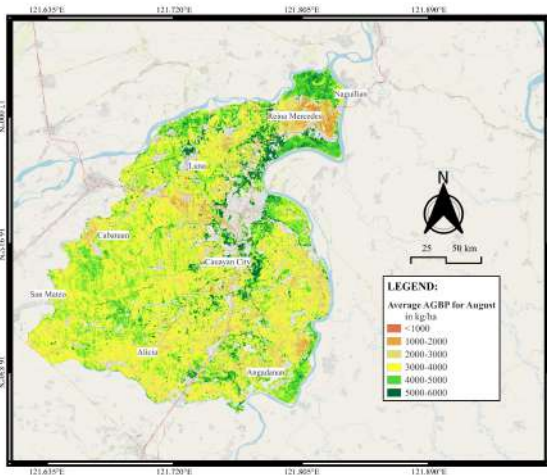 121.635°E 121.720°E 121.805°E 121.890°E
Naguilian
Reina Mercedes
Luna
Cabatuan
Cauayan City
San Mateo
Alicia
Angadanan
N
25 50 km
LEGEND:
Average AGBP for August
in kg/ha
<1000
1000-2000
2000-3000
3000-4000
4000-5000
5000-6000
121.635°E 121.720°E 121.805°E 121.890°E